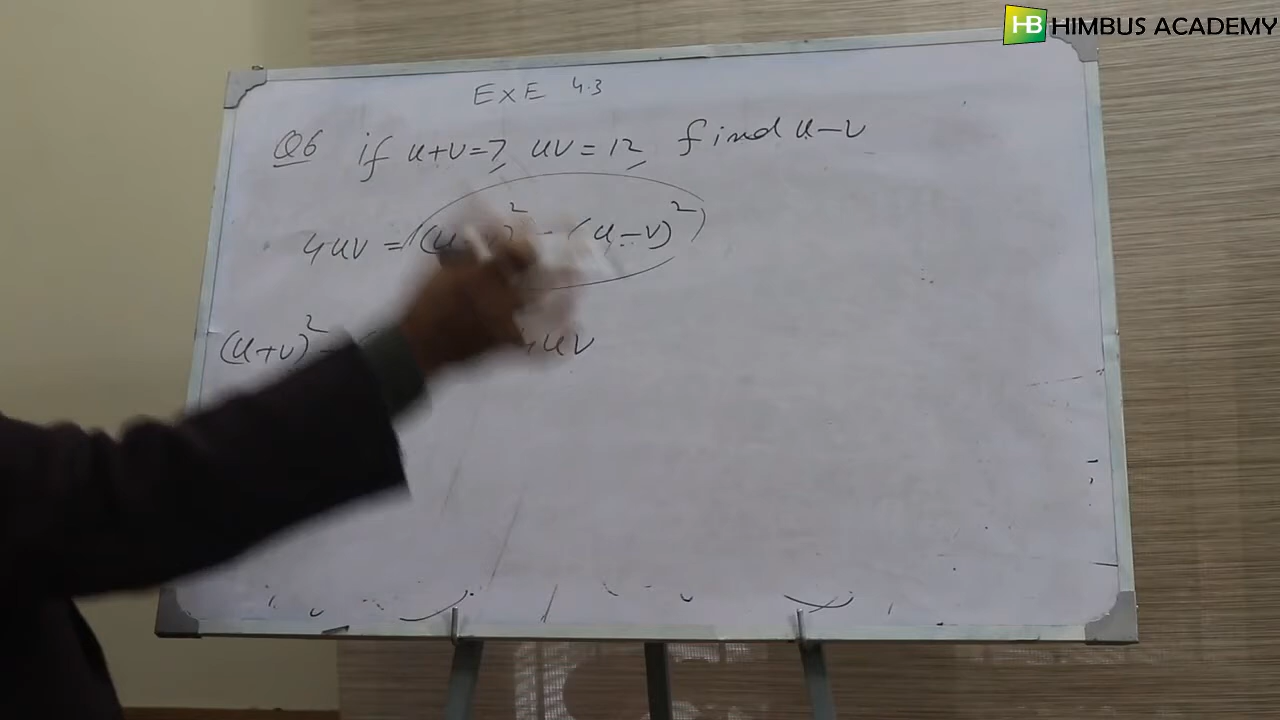 HB HIMBUS ACADEMY
EXE 4.3
Q6 if u+v=7, uv=12 find u-v
4uv = ((u )² - (u-v)²)
(u+v)² - 4uv